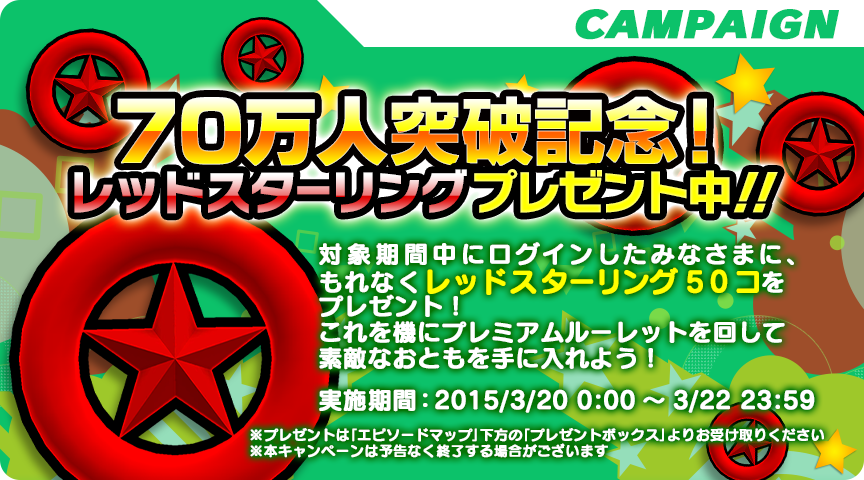 CAMPAIGN
70万人突破記念!
レッドスターリングプレゼント中!!
対象期間中にログインしたみなさまに、
もれなくレッドスターリング50コを
プレゼント!
これを機にプレミアムルーレットを回して
素敵なおともを手に入れよう!
実施期間:2015/3/20 0:00 ~ 3/22 23:59
※プレゼントは「エピソードマップ」下方の「プレゼントボックス」よりお受け取りください
※本キャンペーンは予告なく終了する場合がございます